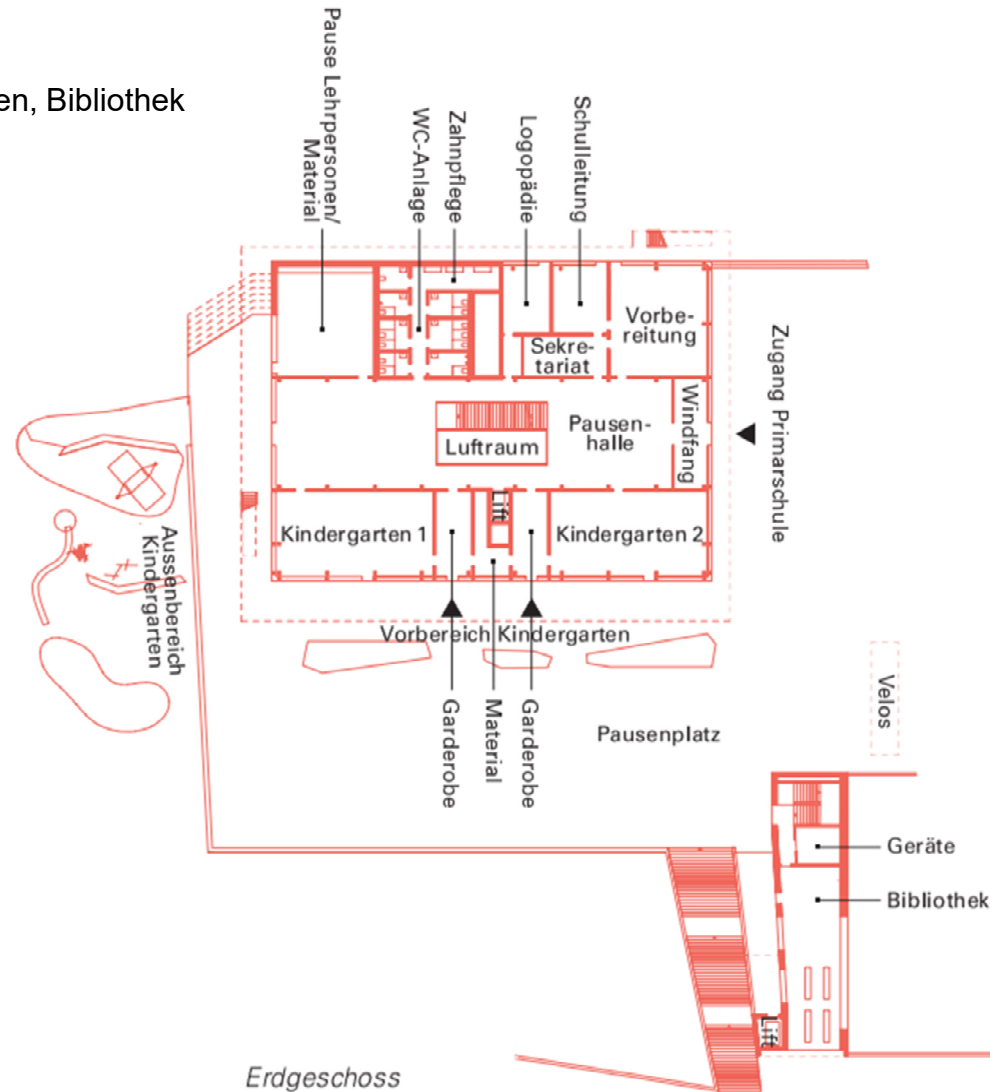 en, Bibliothek
Pause Lehrpersonen/
Material
WC-Anlage
Zahnpflege
Logopädie
Schulleitung
Vorbe-
reitung
Sekre-
tariat
Zugang Primarschule
Windfang
Pausen-
halle
Luftraum
Lift
Kindergarten 1
Kindergarten 2
Aussenbereich
Kindergarten
Vorbereich Kindergarten
Garderobe
Material
Garderobe
Velos
Pausenplatz
Geräte
Bibliothek
Lift
Erdgeschoss